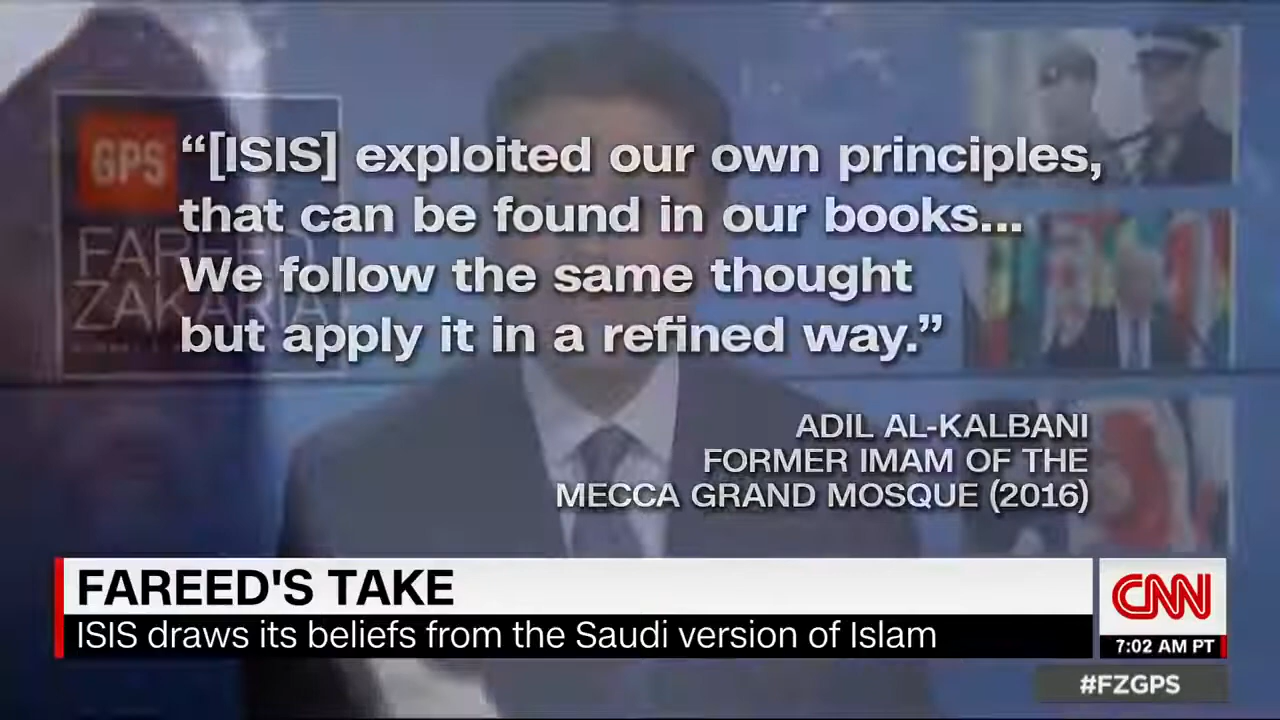 GPS
FAREED
ZAKARIA
“[ISIS] exploited our own principles,
that can be found in our books...
We follow the same thought
but apply it in a refined way.”
ADIL AL-KALBANI
FORMER IMAM OF THE
MECCA GRAND MOSQUE (2016)
FAREED'S TAKE
ISIS draws its beliefs from the Saudi version of Islam
CNN
7:02 AM PT
#FZGPS